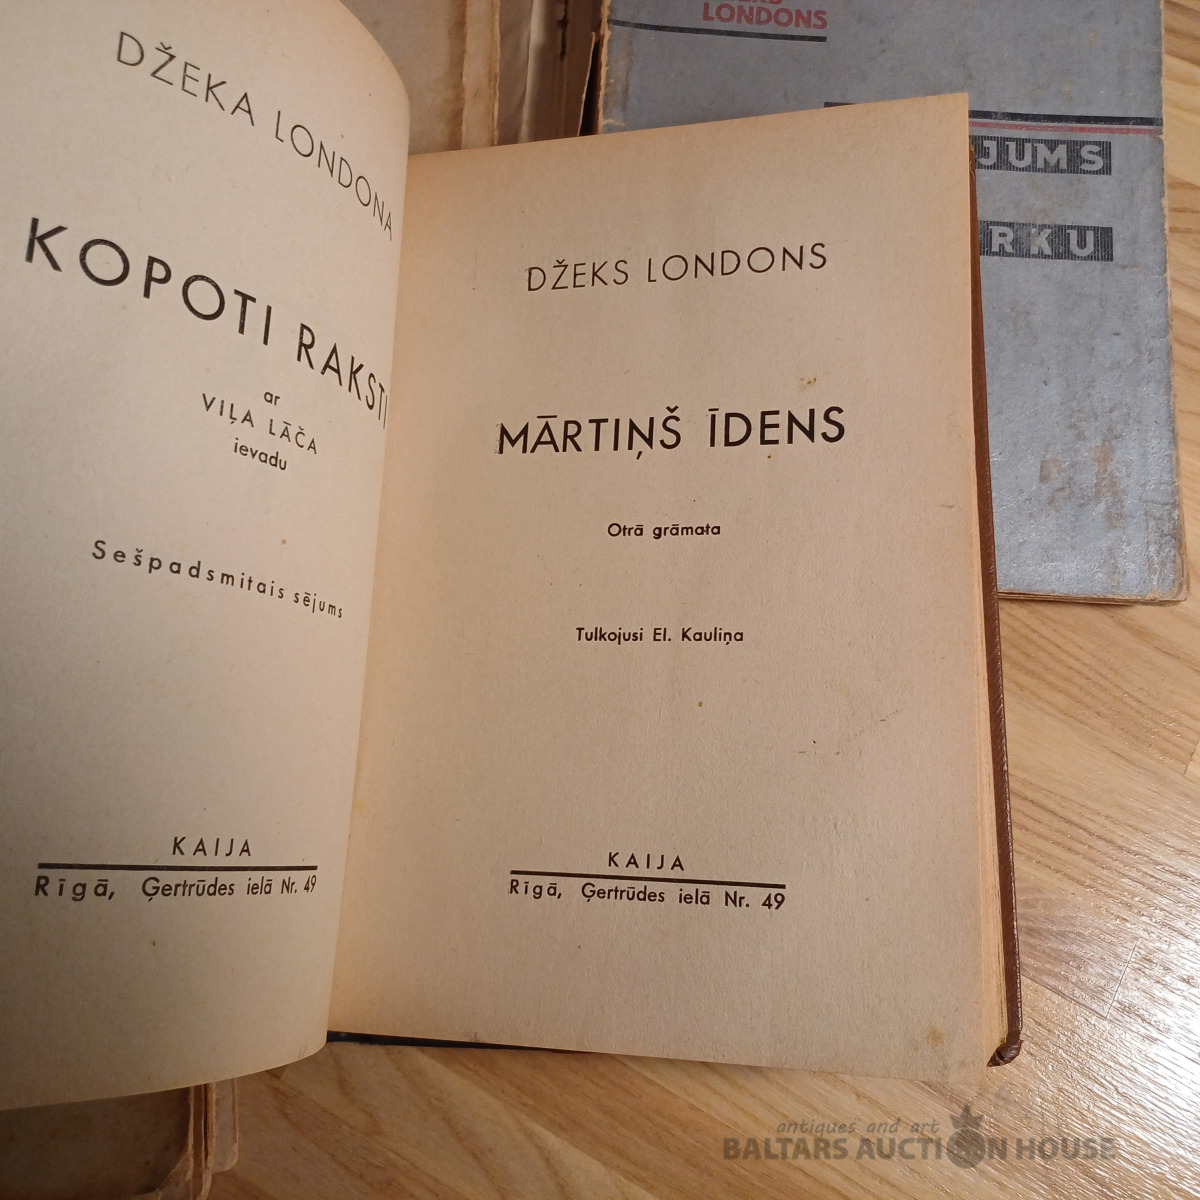 DŽEKA LONDONA
KOPOTI RAKSTI
ar
VIĻA LĀČA
ievadu
Sešpadsmitais sējums
KAIJA
Rīgā, Ģertrūdes ielā Nr. 49
DŽEKS LONDONS
MĀRTIŅŠ ĪDENS
Otrā grāmata
Tulkojusi El. Kauliņa
KAIJA
Rīgā, Ģertrūdes ielā Nr. 49
LONDONS
JUMS
RKU
antiques and art
BALTARS AUCTION HOUSE